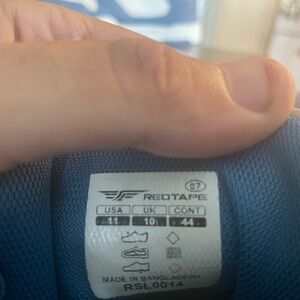 07
REDTAPE
USA UK CONT
11 10 44
MADE IN BANGLADESH
RSL0014